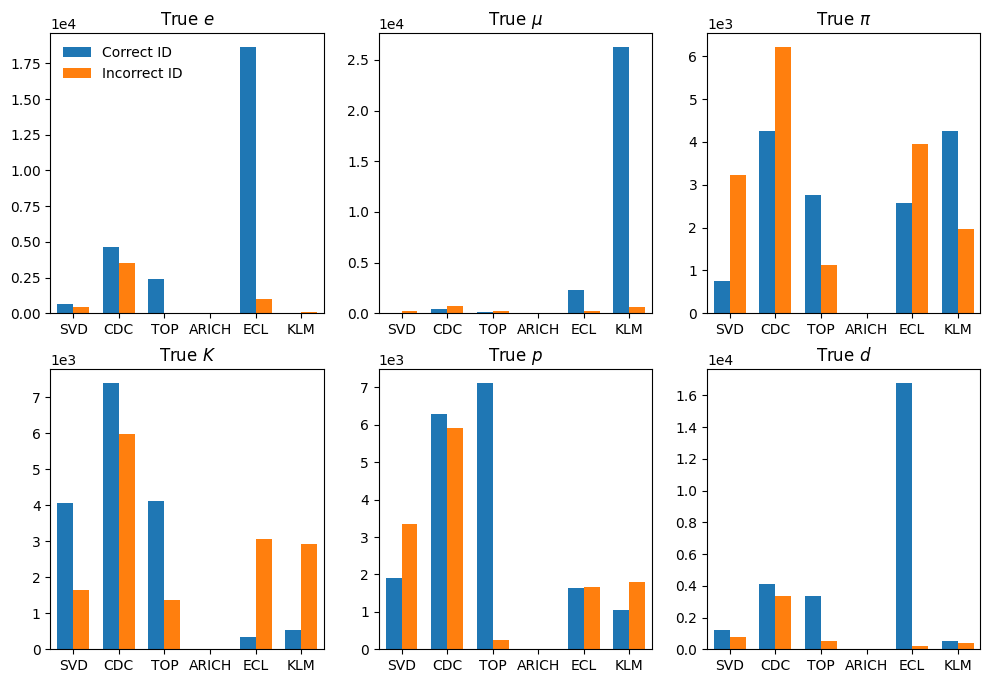 True e
1e4
Correct ID
Incorrect ID
1.75
1.50
1.25
1.00
0.75
0.50
0.25
0.00
SVD CDC TOP ARICH ECL KLM
True μ
1e4
2.5
2.0
1.5
1.0
0.5
0.0
SVD CDC TOP ARICH ECL KLM
True π
1e3
6
5
4
3
2
1
0
SVD CDC TOP ARICH ECL KLM
True K
1e3
7
6
5
4
3
2
1
0
SVD CDC TOP ARICH ECL KLM
True p
1e3
7
6
5
4
3
2
1
0
SVD CDC TOP ARICH ECL KLM
True d
1e4
1.6
1.4
1.2
1.0
0.8
0.6
0.4
0.2
0.0
SVD CDC TOP ARICH ECL KLM